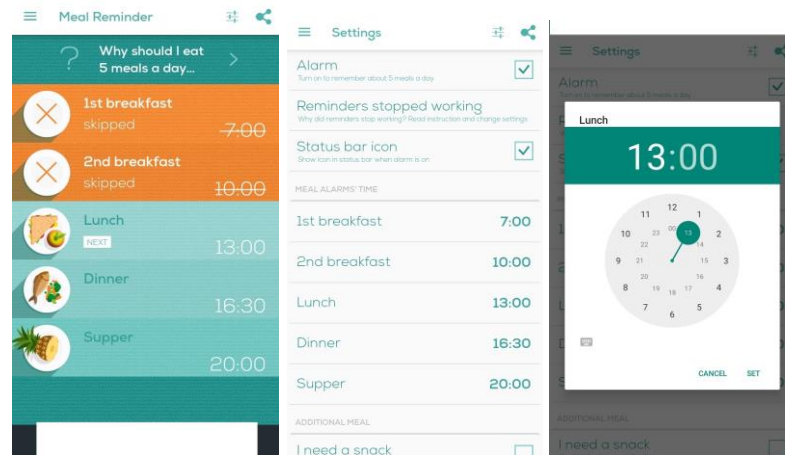 Meal Reminder
Why should I eat
5 meals a day...
1st breakfast
skipped
7:00
2nd breakfast
skipped
10:00
Lunch
NEXT
13:00
Dinner
16:30
Supper
20:00
Settings
Alarm
Turn on to remember about 5 meals a day
Reminders stopped working
Why did reminders stop working? Read instruction and change settings
Status bar icon
Show icon in status bar when alarm is on
MEAL ALARMS' TIME
1st breakfast 7:00
2nd breakfast 10:00
Lunch 13:00
Dinner 16:30
Supper 20:00
ADDITIONAL MEAL
I need a snack
Settings
Alarm
Turn on to remember about 5 meals a day
Lunch
13:00
12
11 1
00
10 23 13 2
22 14
9 21 15 3
20 16
8 19 18 17 4
7 5
6
CANCEL SET
ADDITIONAL MEAL
I need a snack